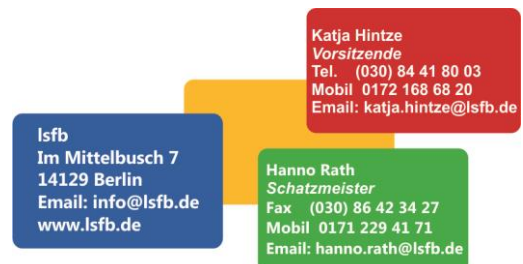 Katja Hintze
Vorsitzende
Tel. (030) 84 41 80 03
Mobil 0172 168 68 20
Email: katja.hintze@lsfb.de
lsfb
Im Mittelbusch 7
14129 Berlin
Email: info@lsfb.de
www.lsfb.de
Hanno Rath
Schatzmeister
Fax (030) 86 42 34 27
Mobil 0171 229 41 71
Email: hanno.rath@lsfb.de